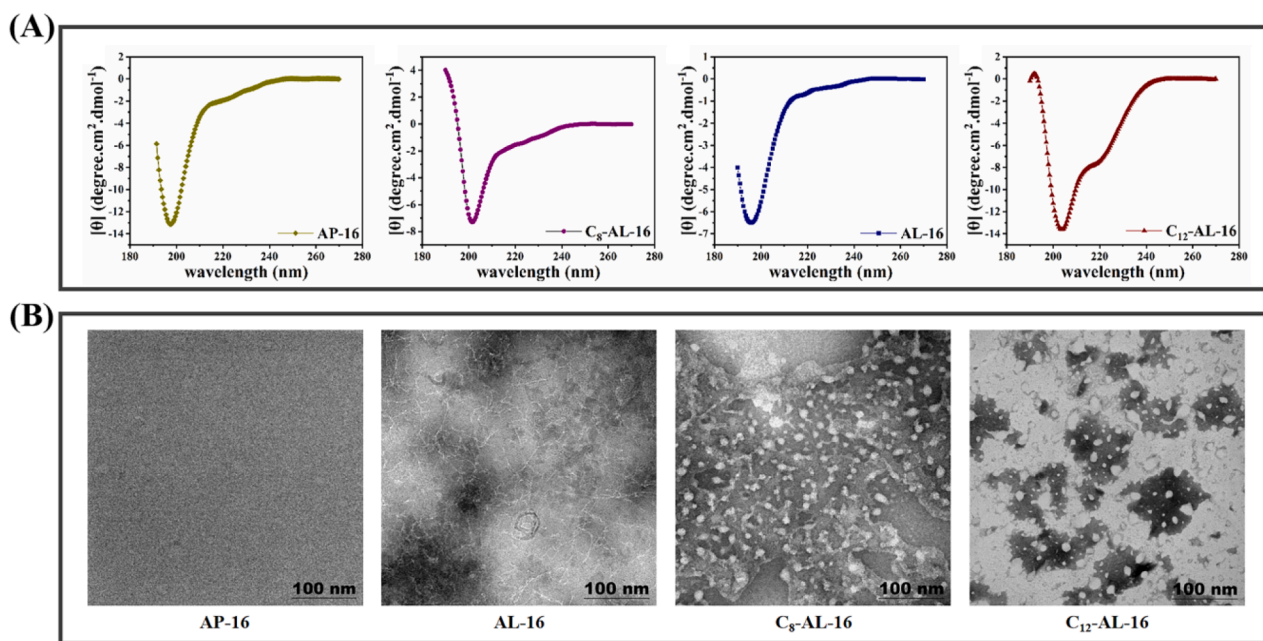 (A)
[θ] (degree.cm².dmol⁻¹)
2
0
-2
-4
-6
-8
-10
-12
-14
180 200 220 240 260 280
wavelength (nm)
AP-16
[θ] (degree.cm².dmol⁻¹)
4
0
-4
-8
180 200 220 240 260 280
wavelength (nm)
C₈-AL-16
[θ] (degree.cm².dmol⁻¹)
1
0
-1
-2
-3
-4
-5
-6
-7
180 200 220 240 260 280
wavelength (nm)
AL-16
[θ] (degree.cm².dmol⁻¹)
2
0
-2
-4
-6
-8
-10
-12
-14
180 200 220 240 260 280
wavelength (nm)
C₁₂-AL-16
(B)
100 nm 100 nm 100 nm 100 nm
AP-16 AL-16 C₈-AL-16 C₁₂-AL-16